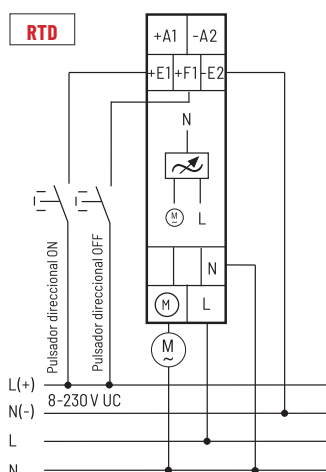 RTD
+A1 -A2
+E1 +F1 -E2
N
M ~ L
N
M L
M ~
Pulsador direccional ON
Pulsador direccional OFF
L(+)
8-230 V UC
N(-)
L
N